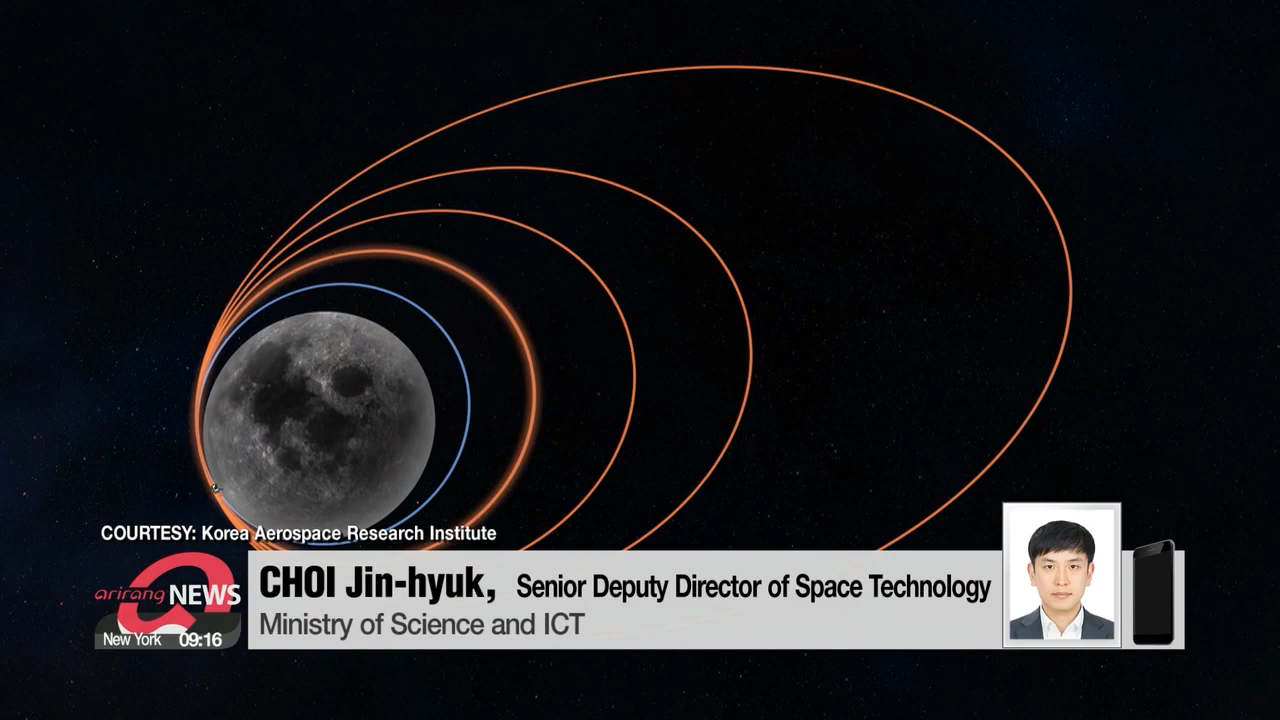 COURTESY: Korea Aerospace Research Institute
arirang NEWS
New York 09:16
CHOI Jin-hyuk, Senior Deputy Director of Space Technology
Ministry of Science and ICT